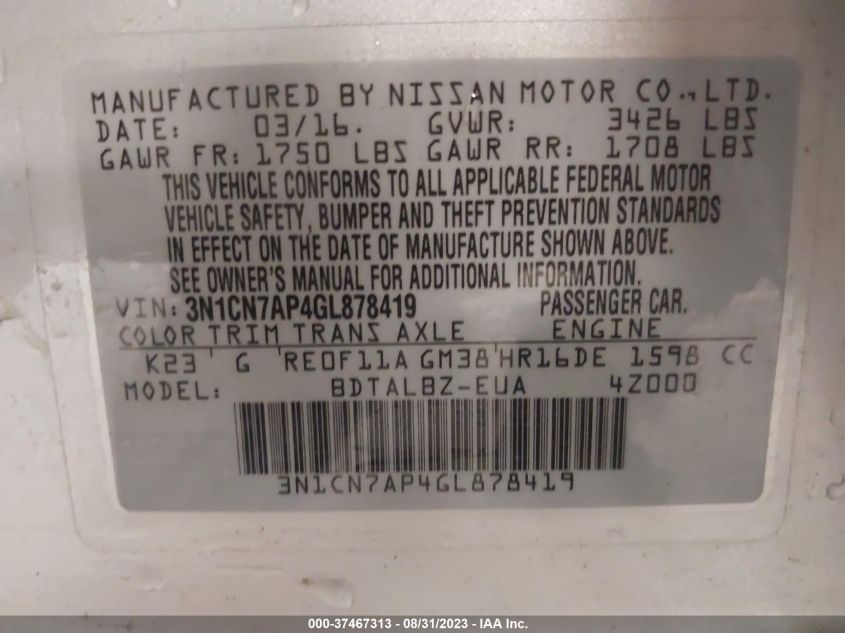 MANUFACTURED BY NISSAN MOTOR CO., LTD.
DATE: 03/16. GVWR: 3426 LBS
GAWR FR: 1750 LBS GAWR RR: 1708 LBS
THIS VEHICLE CONFORMS TO ALL APPLICABLE FEDERAL MOTOR
VEHICLE SAFETY, BUMPER AND THEFT PREVENTION STANDARDS
IN EFFECT ON THE DATE OF MANUFACTURE SHOWN ABOVE.
SEE OWNER'S MANUAL FOR ADDITIONAL INFORMATION.
VIN: 3N1CN7AP4GL878419 PASSENGER CAR.
COLOR TRIM TRANS AXLE ENGINE
K23 ' G ' RE0F11A GM38 ' HR16DE 1598 CC
MODEL: BDTALBZ-EUA 4Z000
3N1CN7AP4GL878419
000-37467313 - 08/31/2023 - IAA Inc.